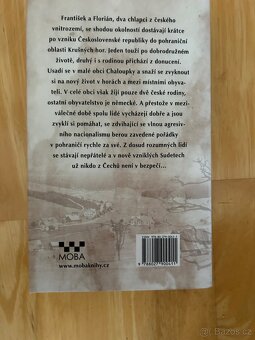 František a Florián, dva chlapci z českého
vnitrozemí, se shodou okolností dostávají krátce
po vzniku Československé republiky do pohraniční
oblasti Krušných hor. Jeden touží po dobrodružném
životě, druhý i s rodinou přichází z donucení.
Usadí se v malé obci Chaloupky a snaží se zvyknout
si na nový život v horách a mezi místními obyvateli.
V celé obci však žijí pouze dvě české rodiny,
ostatní obyvatelstvo je německé. A přestože v mezi-
válečné době spolu lidé vycházejí dobře a jsou
zvyklí si pomáhat, se zdvihající se vlnou agresiv-
ního nacionalismu berou zavedené pořádky
v pohraničí rychle za své. Z dosud rozumných lidí
se stávají nepřátelé a v nově vzniklých Sudetech
už nikdo z Čechů není v bezpečí...
MOBA
www.mobaknihy.cz
9 788027 900411